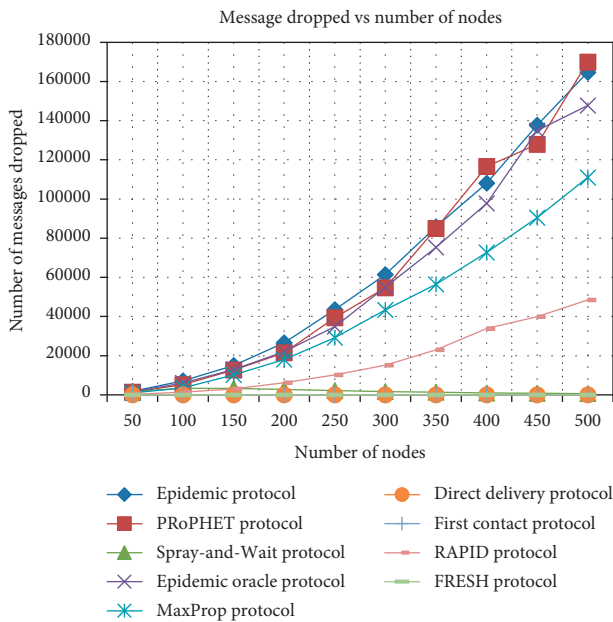 Message dropped vs number of nodes
180000
160000
140000
120000
100000
80000
60000
40000
20000
0
Number of messages dropped
50 100 150 200 250 300 350 400 450 500
Number of nodes
Epidemic protocol
PRoPHET protocol
Spray-and-Wait protocol
Epidemic oracle protocol
MaxProp protocol
Direct delivery protocol
First contact protocol
RAPID protocol
FRESH protocol